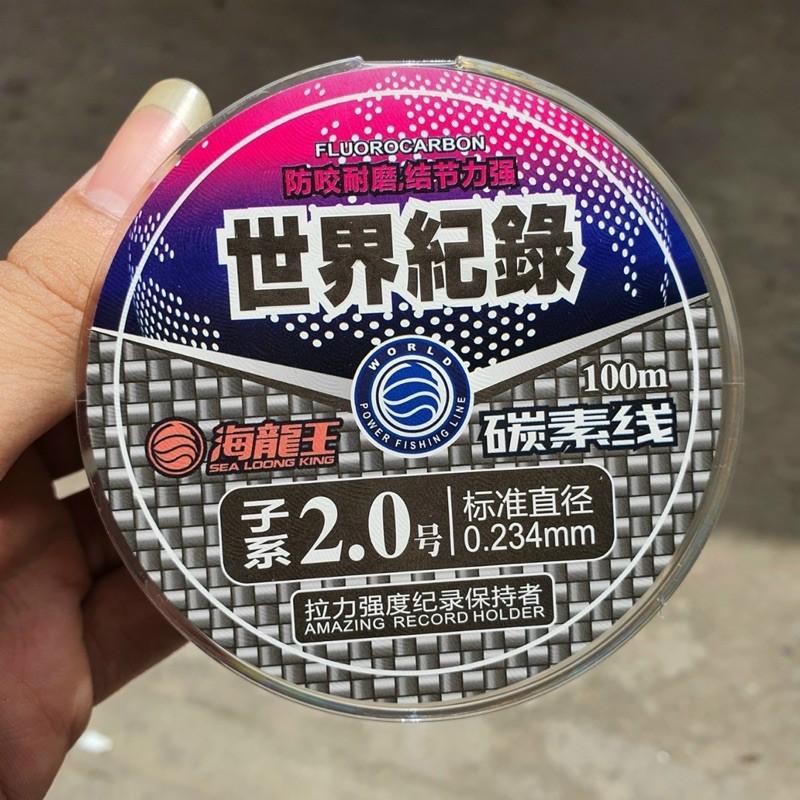 FLUOROCARBON
防咬耐磨,结节力强
世界紀錄
WORLD
POWER FISHING LINE
100m
海龍王
SEA LOONG KING
碳素线
子系 2.0号
标准直径
0.234mm
拉力强度纪录保持者
AMAZING RECORD HOLDER